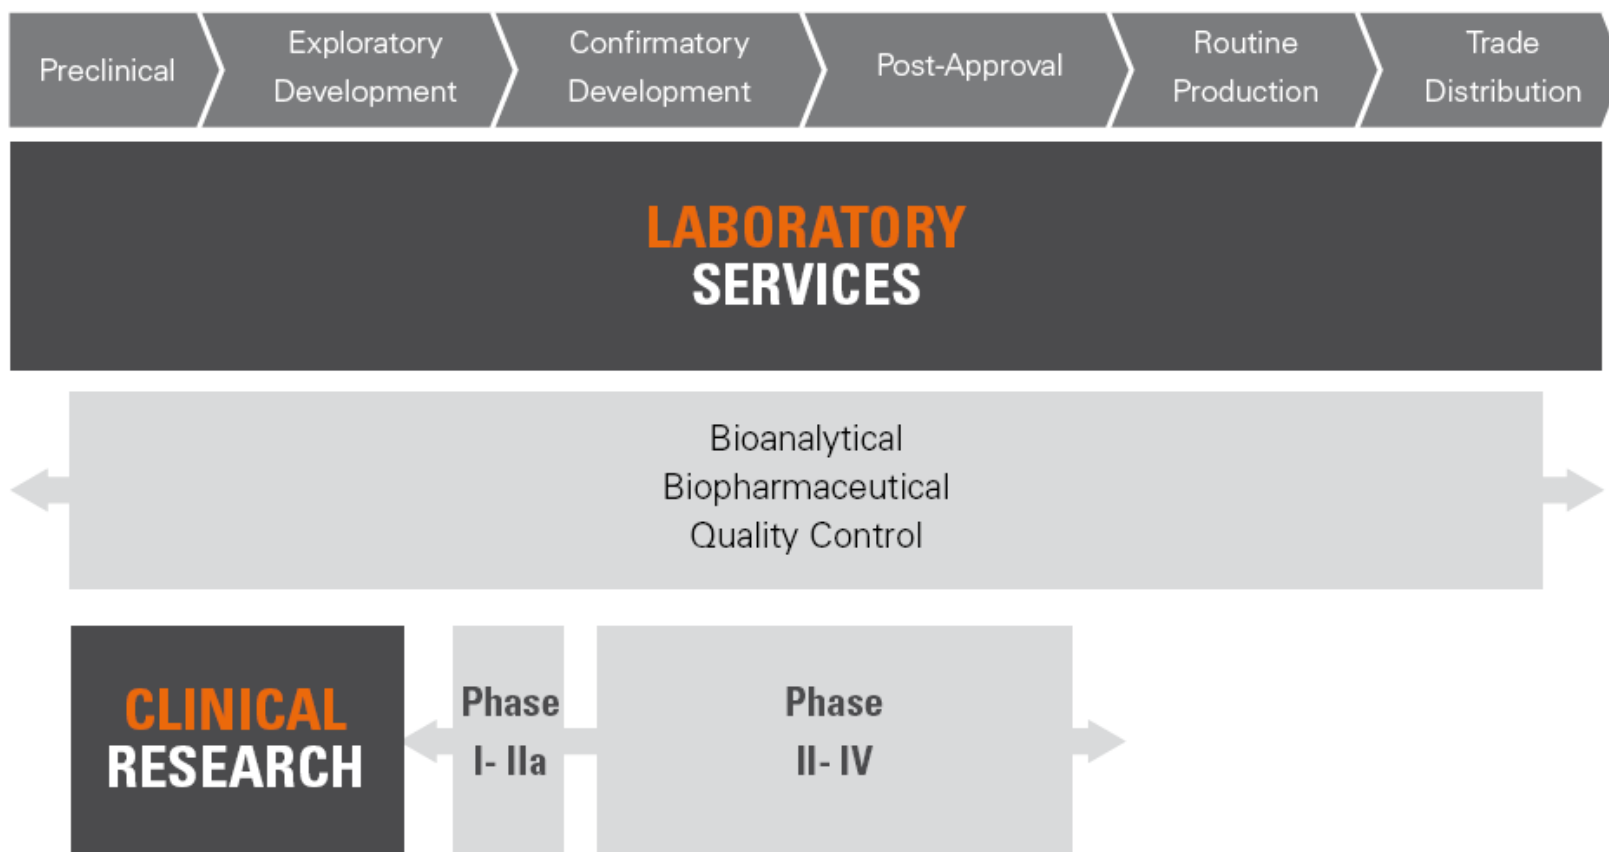 Preclinical
Exploratory
Development
Confirmatory
Development
Post-Approval
Routine
Production
Trade
Distribution
LABORATORY
SERVICES
Bioanalytical
Biopharmaceutical
Quality Control
CLINICAL
RESEARCH
Phase
I- IIa
Phase
II- IV